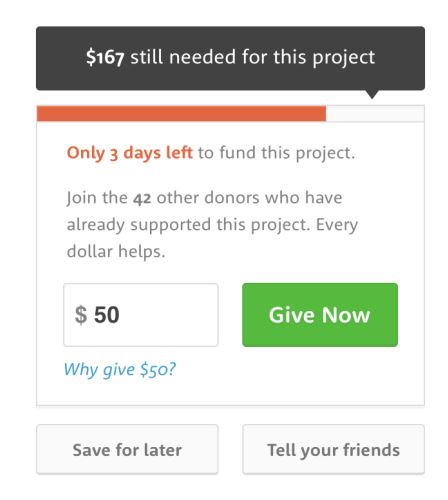 $167 still needed for this project
Only 3 days left to fund this project.
Join the 42 other donors who have
already supported this project. Every
dollar helps.
$ 50
Give Now
Why give $50?
Save for later
Tell your friends